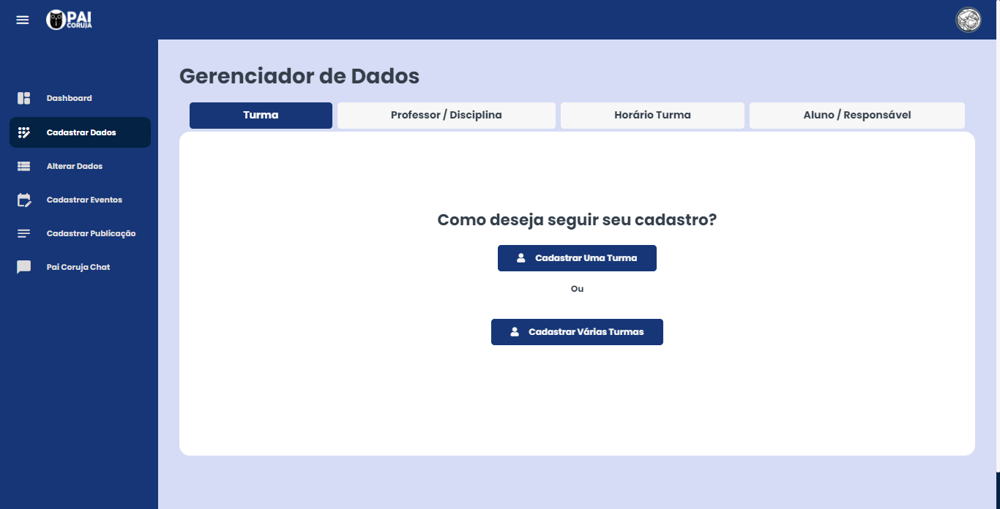 PAI
CORUJA
Dashboard
Cadastrar Dados
Alterar Dados
Cadastrar Eventos
Cadastrar Publicação
Pai Coruja Chat
Gerenciador de Dados
Turma
Professor / Disciplina
Horário Turma
Aluno / Responsável
Como deseja seguir seu cadastro?
Cadastrar Uma Turma
Ou
Cadastrar Várias Turmas